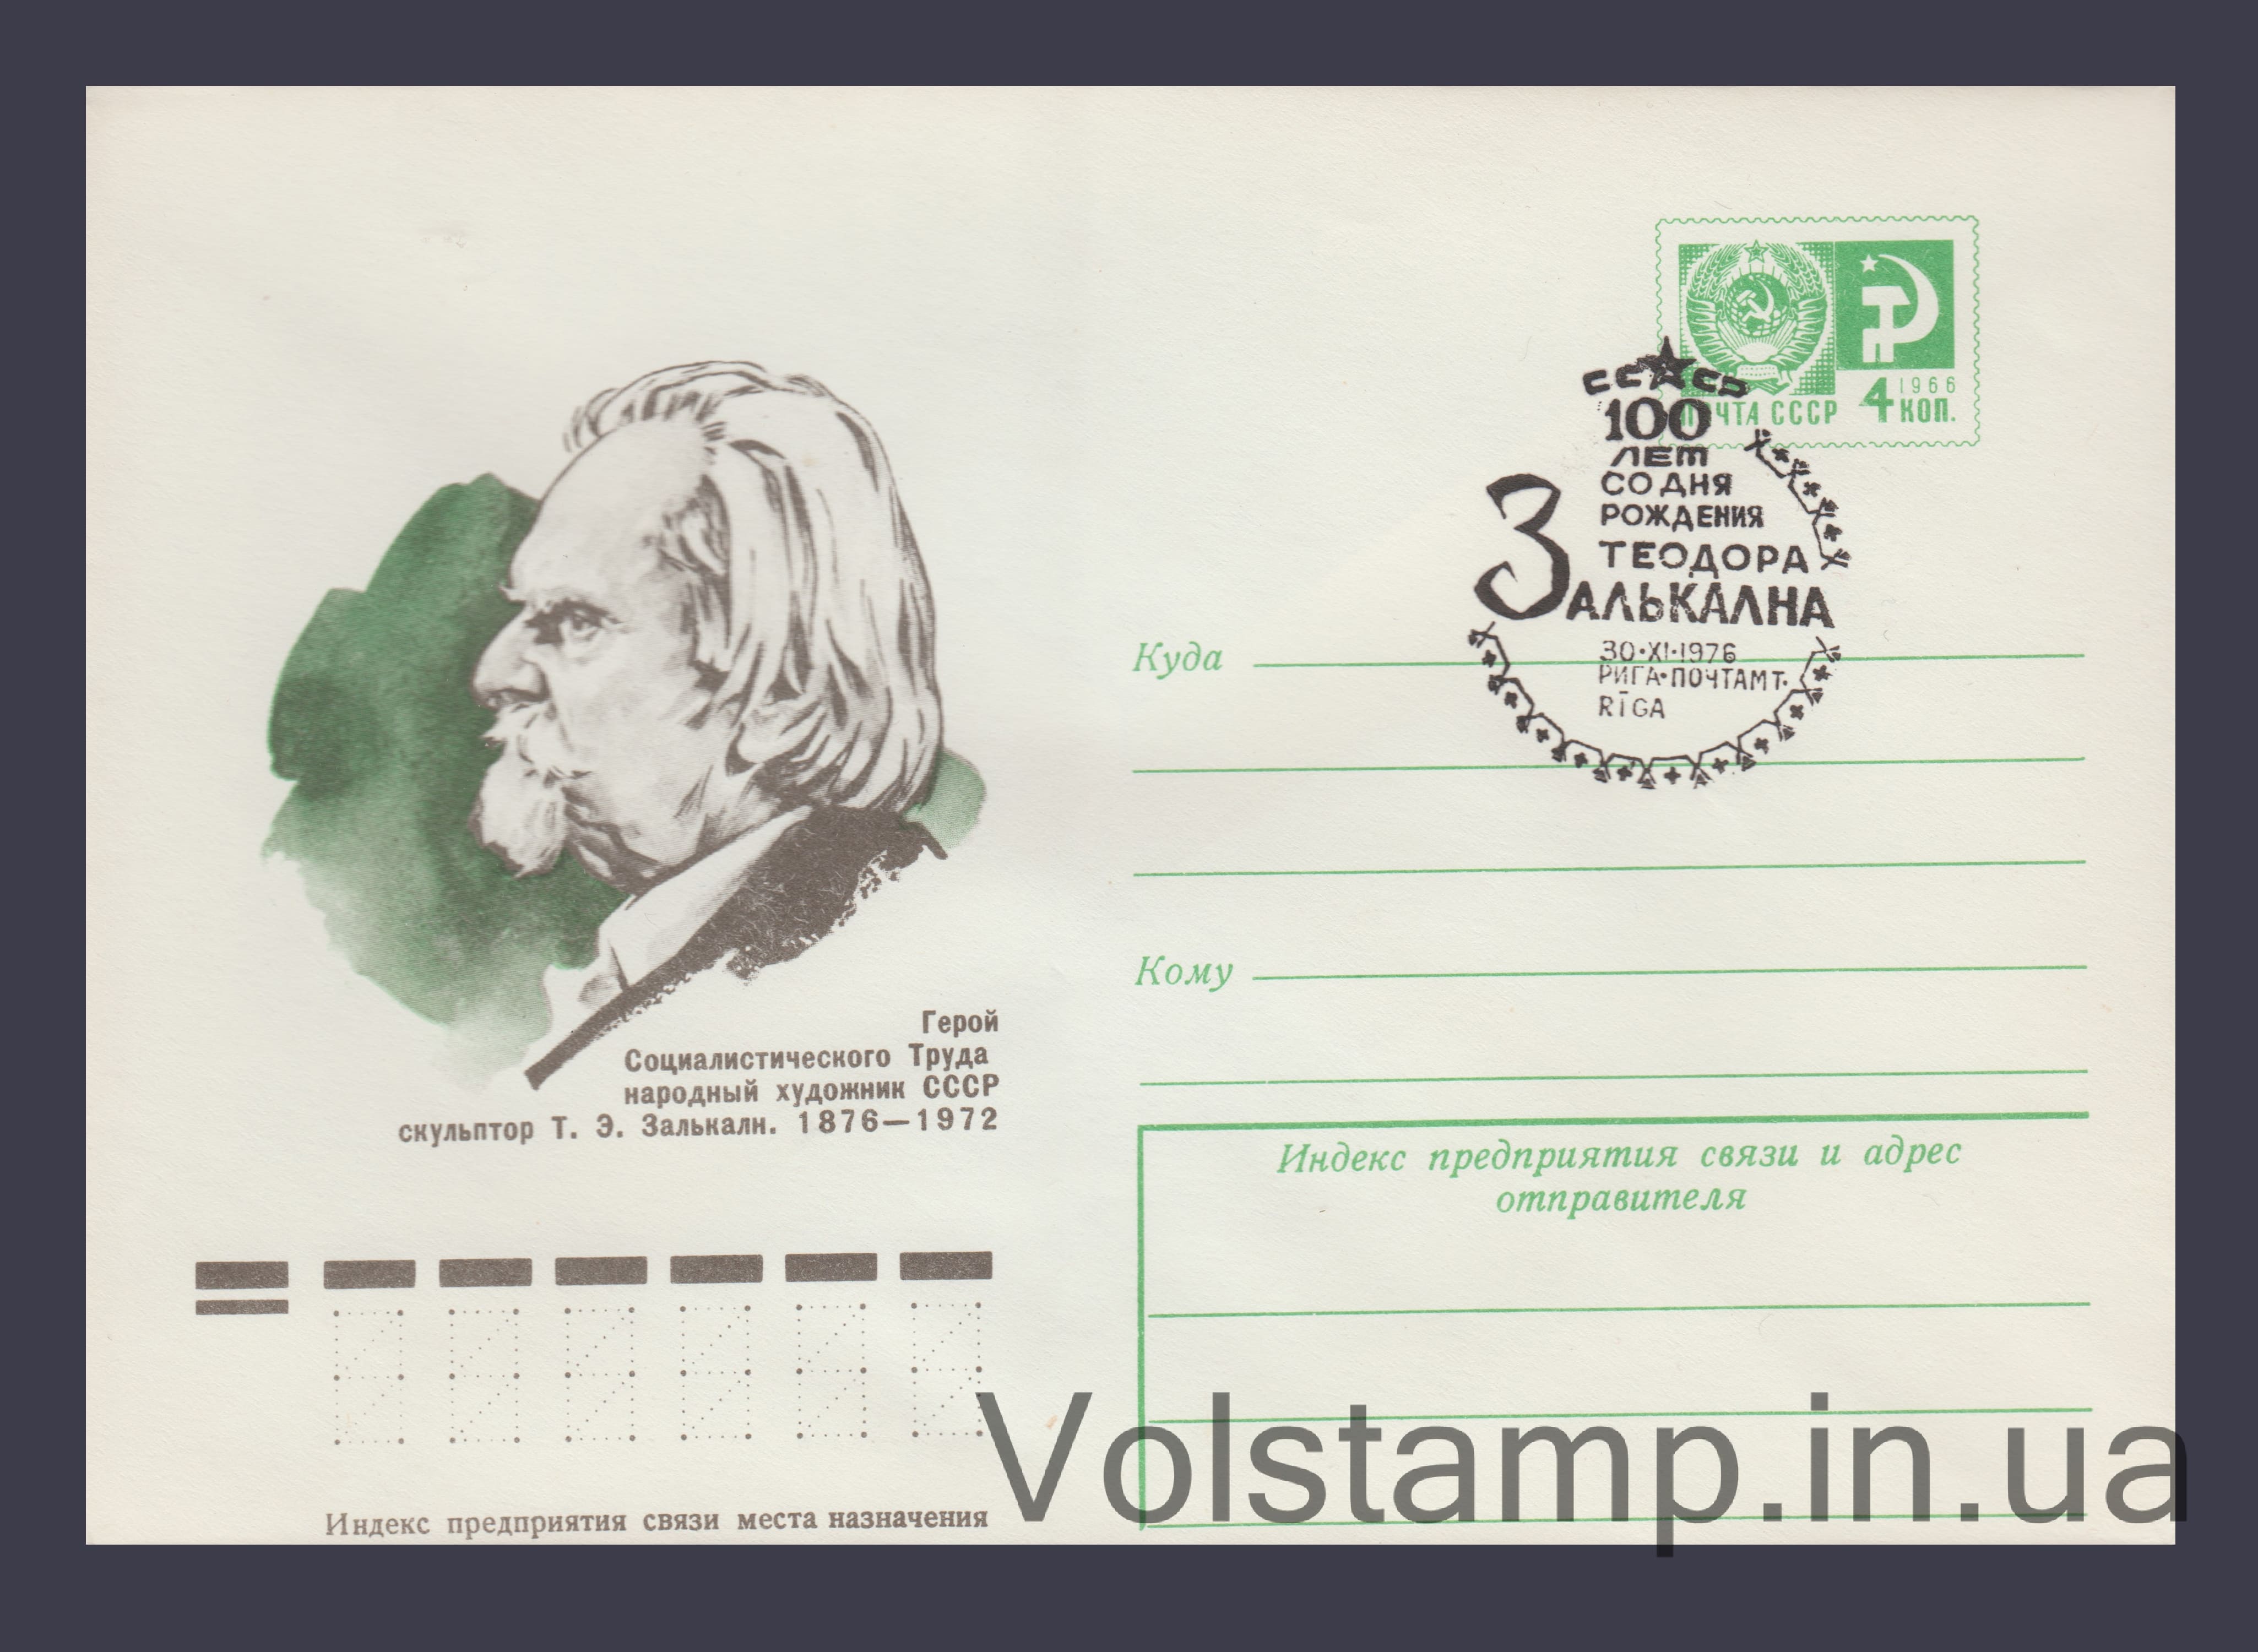 Герой
Социалистического Труда
народный художник СССР
скульптор Т. Э. Залькалн. 1876—1972
Индекс предприятия связи места назначения
1966
ПОЧТА СССР 4 КОП.
СССР
100
ЛЕТ
СО ДНЯ
РОЖДЕНИЯ
ТЕОДОРА
ЗАЛЬКАЛНА
30·XI·1976
РИГА·ПОЧТАМТ·
RĪGA
Куда
Кому
Индекс предприятия связи и адрес
отправителя
Volstamp.in.ua